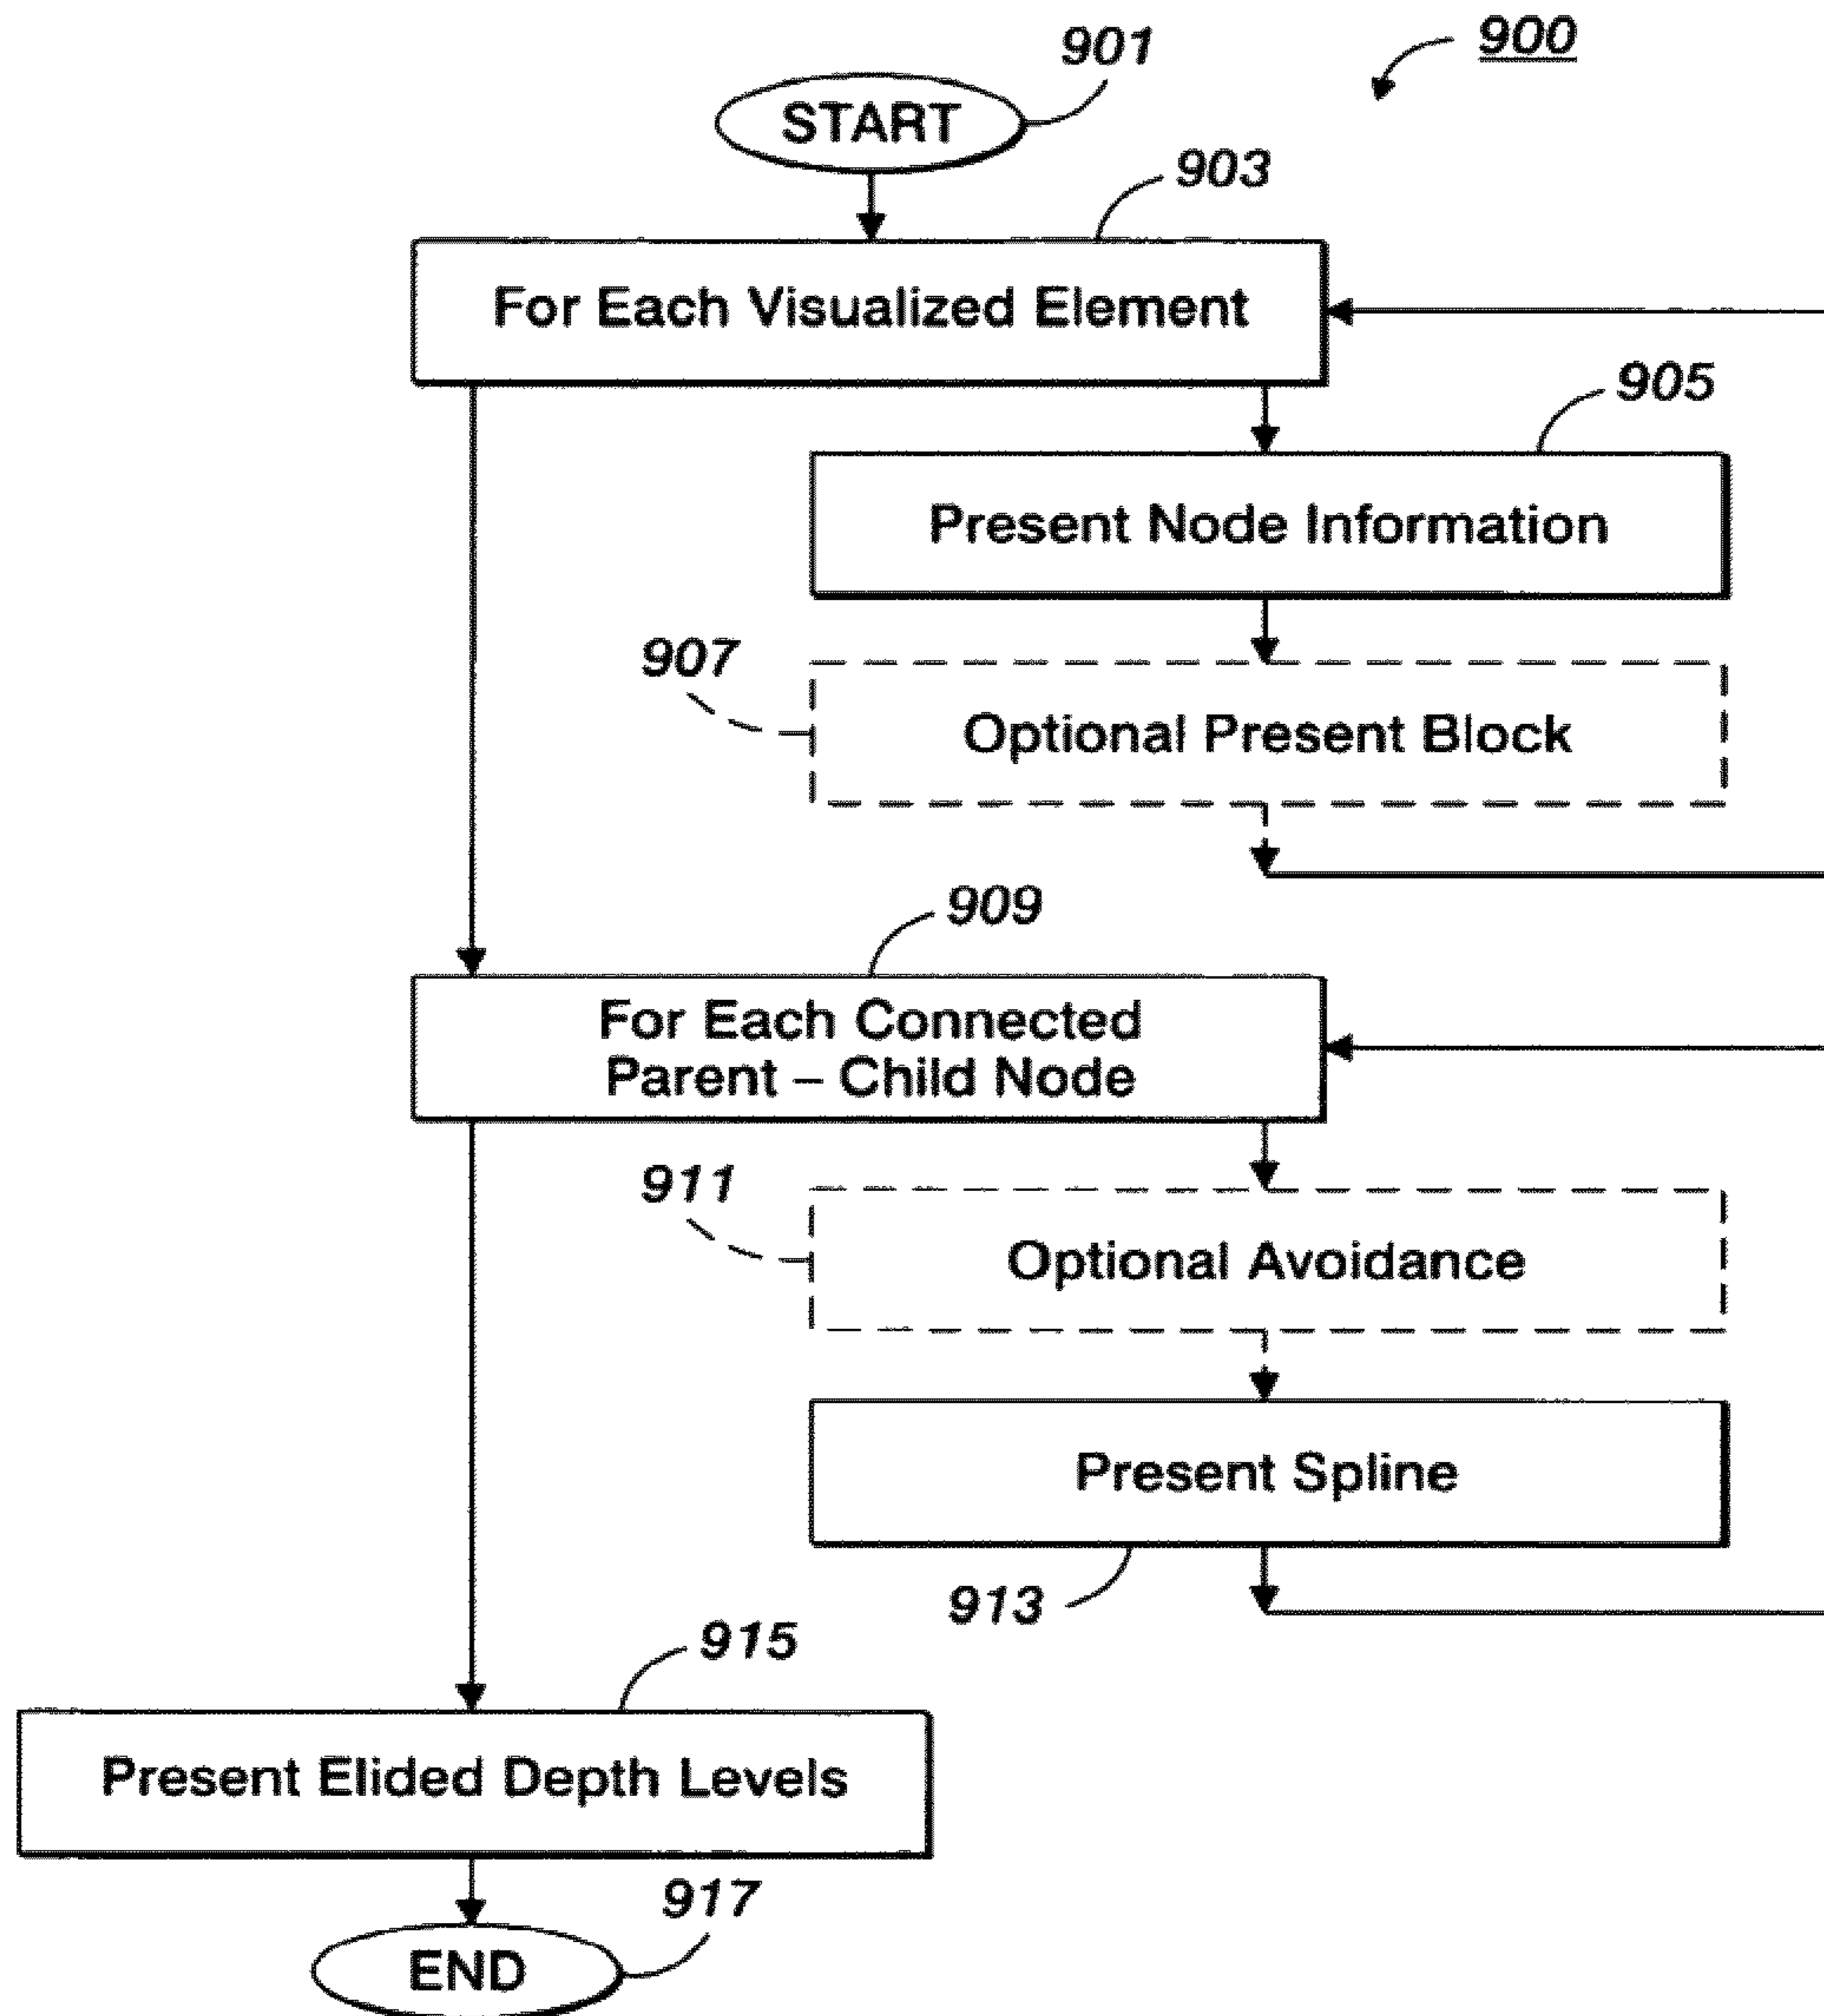 900
901
START
903
For Each Visualized Element
905
Present Node Information
907
Optional Present Block
909
For Each Connected
Parent – Child Node
911
Optional Avoidance
Present Spline
913
915
Present Elided Depth Levels
917
END